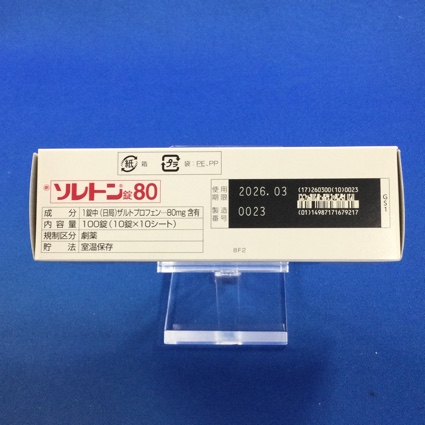 紙 箱 プラ 袋:PE,PP
ソレトン®錠80
成分 1錠中(日局)ザルトプロフェン…80mg 含有
内容量 100錠(10錠×10シート)
規制区分 劇薬
貯法 室温保存
使用期限 2026.03
製造番号 0023
(17)260300(10)0023
(01)14987171679217
GS1
BF2